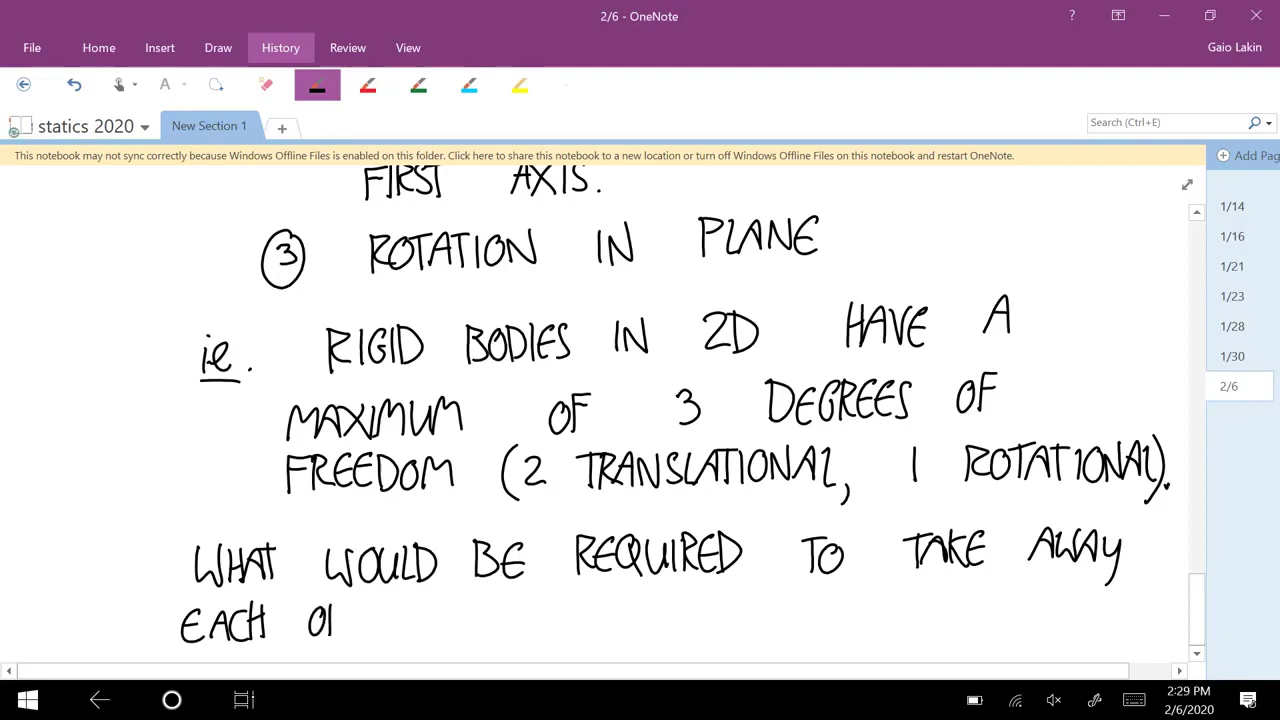 2/6 - OneNote
?
File Home Insert Draw History Review View
Gaio Lakin
A
statics 2020
New Section 1
+
Search (Ctrl+E)
This notebook may not sync correctly because Windows Offline Files is enabled on this folder. Click here to share this notebook to a new location or turn off Windows Offline Files on this notebook and restart OneNote.
Add Pag
1/14
1/16
1/21
1/23
1/28
1/30
2/6
FIRST AXIS.
3 ROTATION IN PLANE
ie. RIGID BODIES IN 2D HAVE A
MAXIMUM OF 3 DEGREES OF
FREEDOM (2 TRANSLATIONAL, 1 ROTATIONAL).
WHAT WOULD BE REQUIRED TO TAKE AWAY
EACH
2:29 PM
2/6/2020